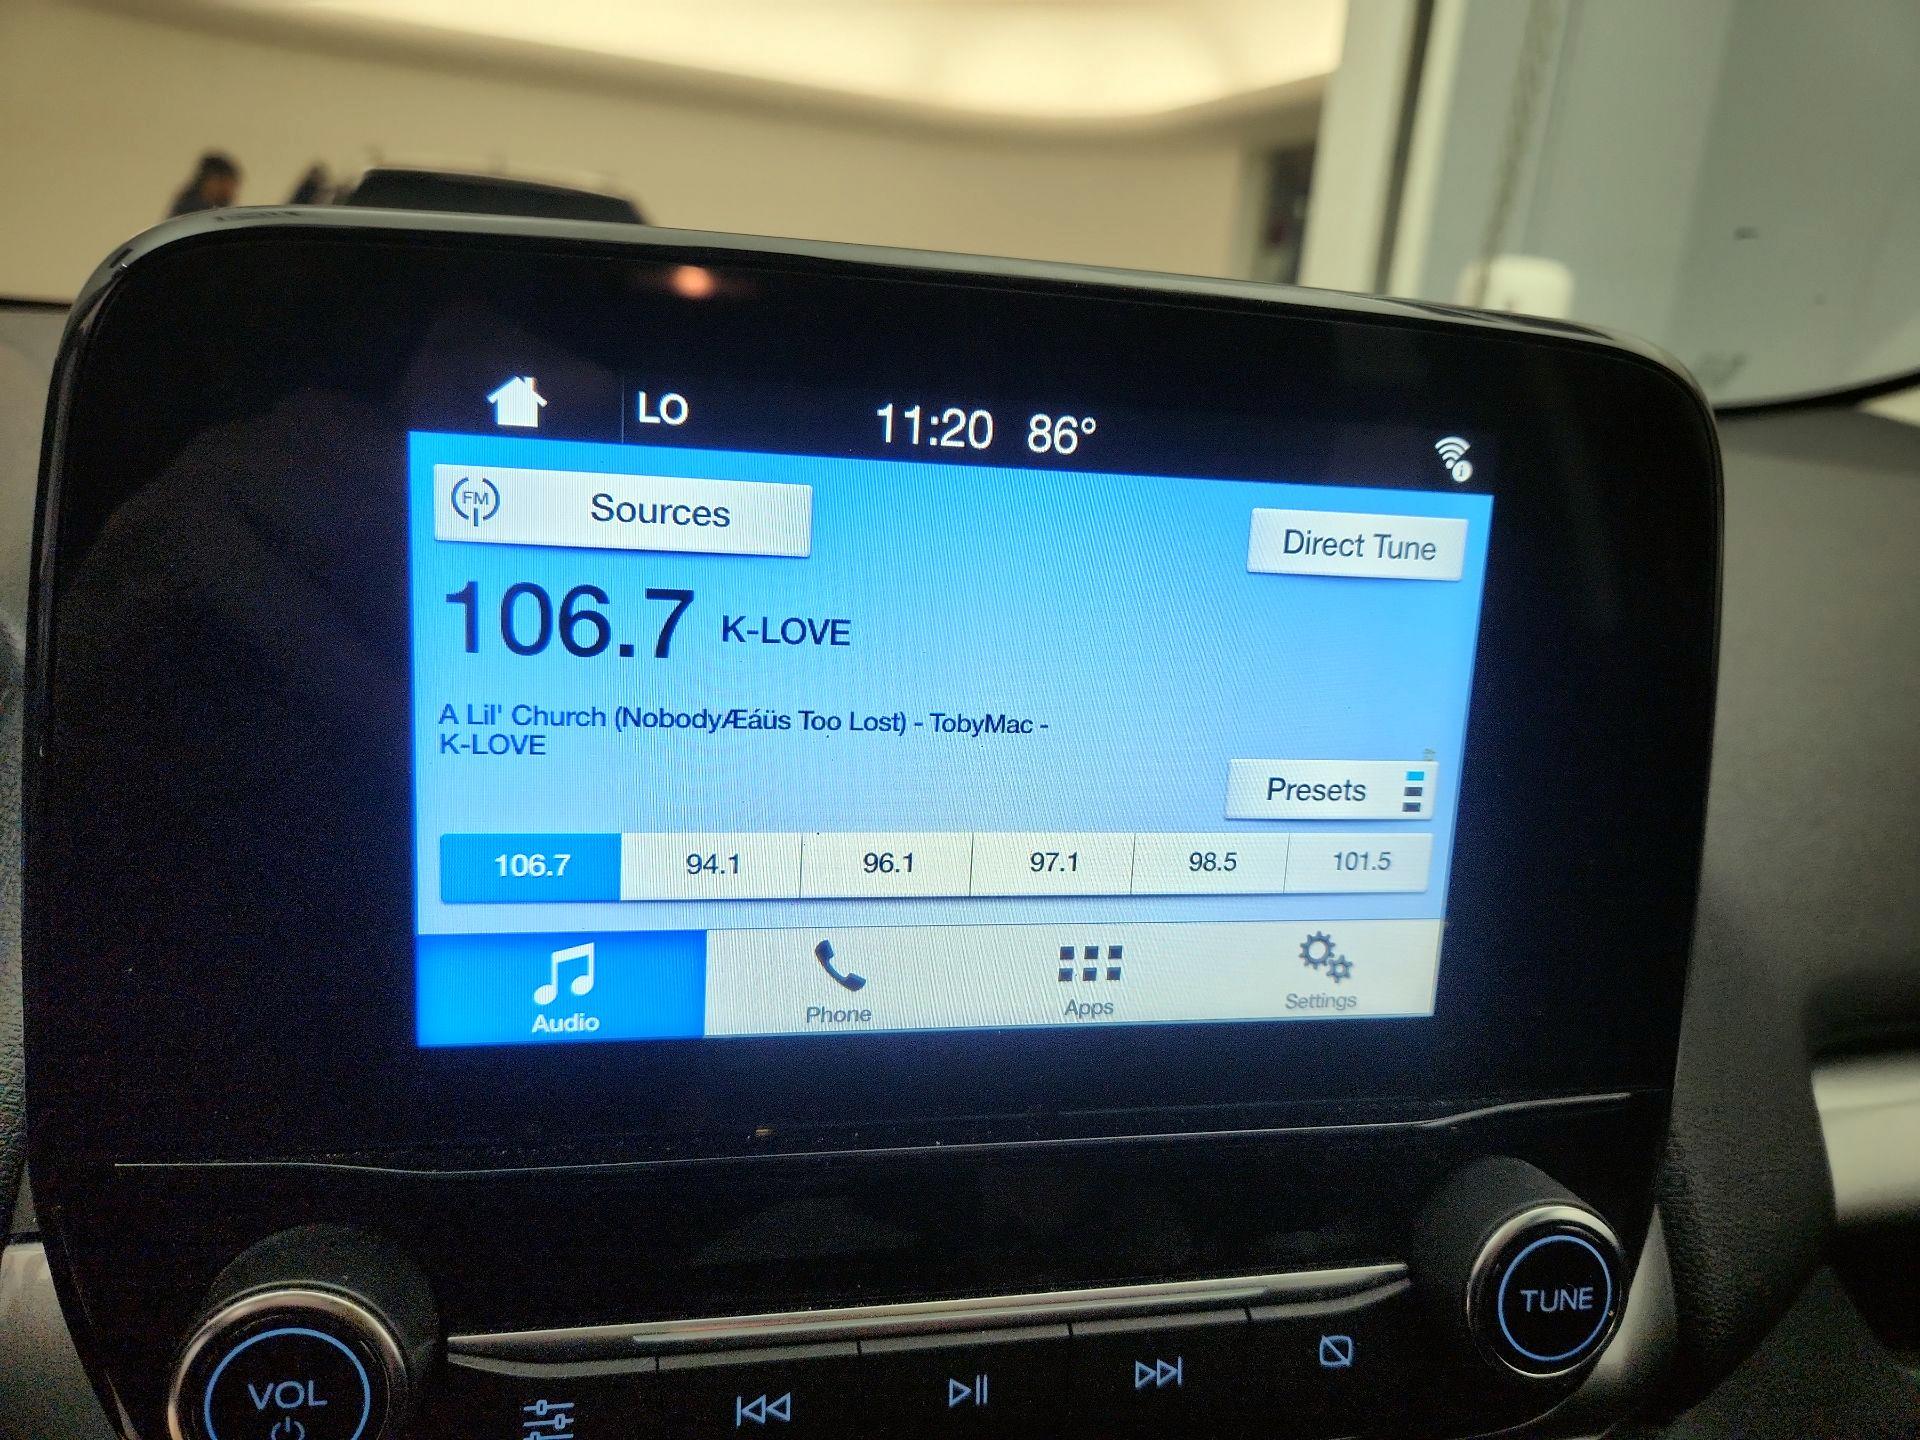 LO 11:20 86°
FM Sources
Direct Tune
106.7 K-LOVE
A Lil' Church (NobodyÆáüs Too Lost) - TobyMac -
K-LOVE
Presets
106.7 94.1 96.1 97.1 98.5 101.5
Audio Phone Apps Settings
VOL
TUNE